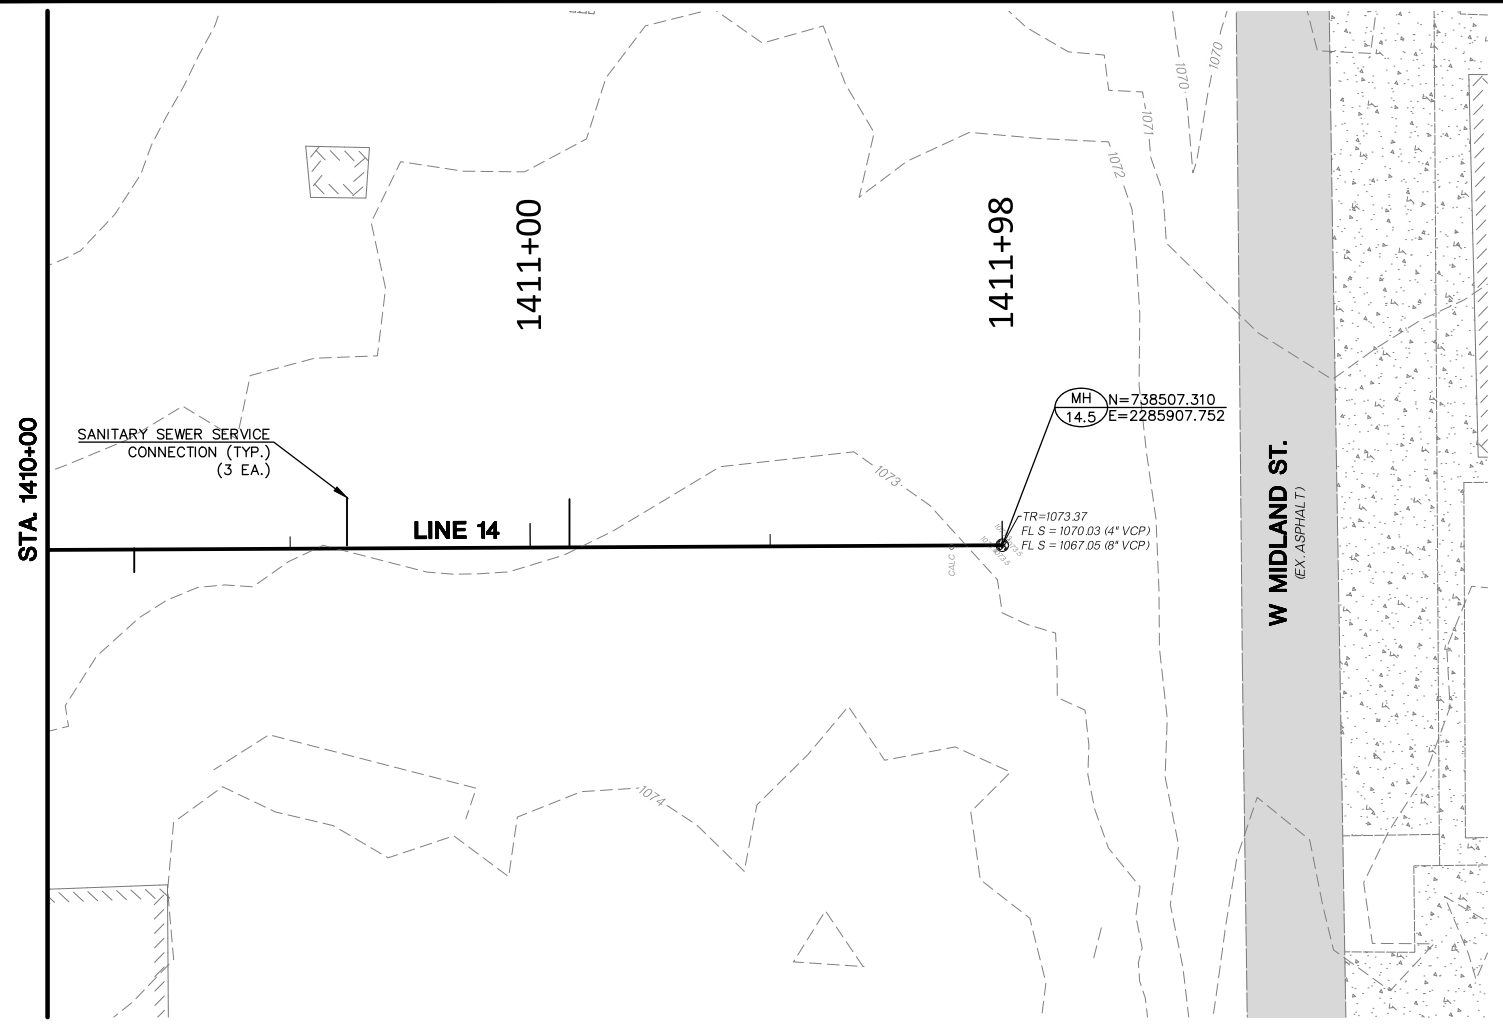 1070
1070
1071
1072
1411+00
1411+98
MH
14.5
N=738507.310
E=2285907.752
STA. 1410+00
SANITARY SEWER SERVICE
CONNECTION (TYP.)
(3 EA.)
1073
LINE 14
TR=1073.37
FL S = 1070.03 (4" VCP)
FL S = 1067.05 (8" VCP)
CALC
W MIDLAND ST.
(EX. ASPHALT)
1074